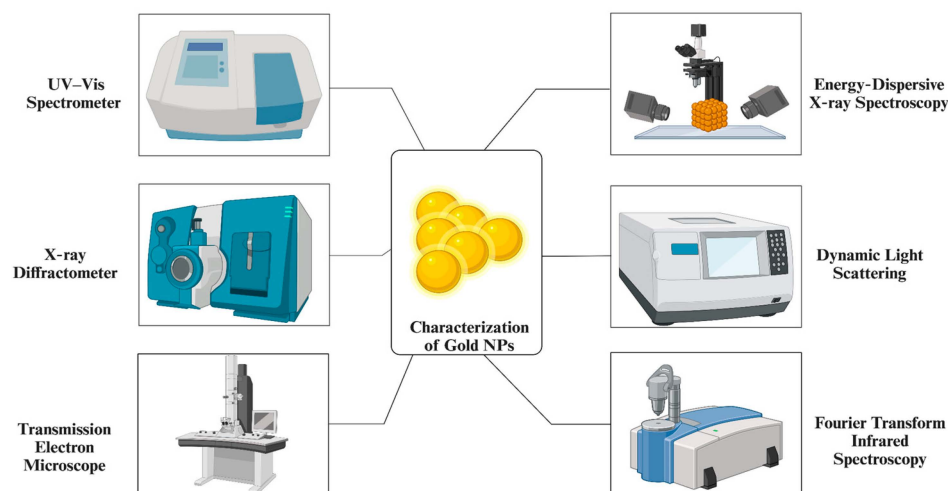 UV–Vis
Spectrometer
Energy-Dispersive
X-ray Spectroscopy
X-ray
Diffractometer
Characterization
of Gold NPs
Dynamic Light
Scattering
Transmission
Electron
Microscope
Fourier Transform
Infrared
Spectroscopy